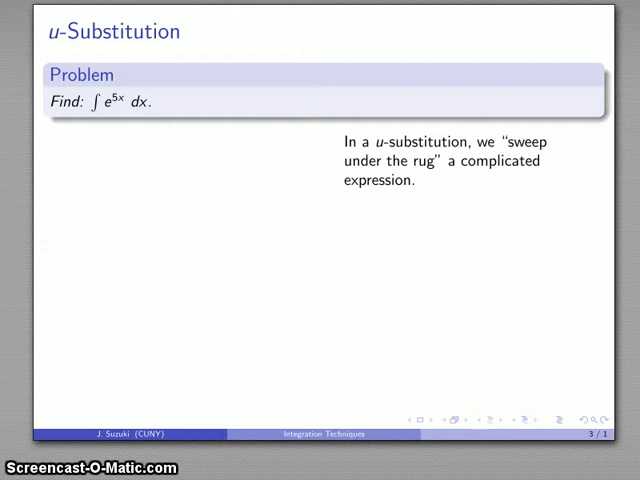 u-Substitution
Problem
Find: ∫ e^{5x} dx.
In a u-substitution, we “sweep
under the rug” a complicated
expression.
J. Suzuki (CUNY) Integration Techniques 3 / 1
Screencast-O-Matic.com